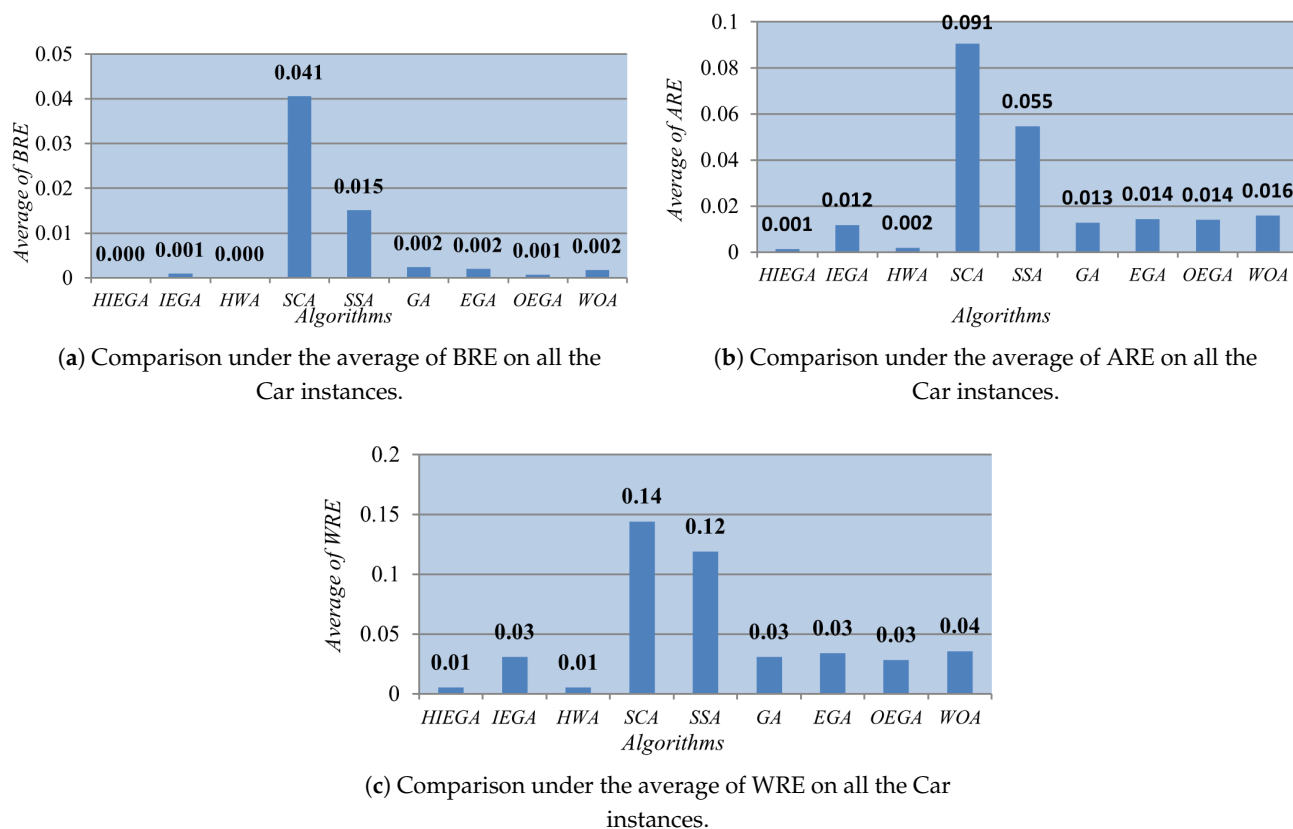 Average of BRE
0.05
0.04
0.03
0.02
0.01
0
0.000
0.001
0.000
0.041
0.015
0.002
0.002
0.001
0.002
HIEGA IEGA HWA SCA SSA GA EGA OEGA WOA
Algorithms
(a) Comparison under the average of BRE on all the
Car instances.
Average of ARE
0.1
0.08
0.06
0.04
0.02
0
0.001
0.012
0.002
0.091
0.055
0.013
0.014
0.014
0.016
HIEGA IEGA HWA SCA SSA GA EGA OEGA WOA
Algorithms
(b) Comparison under the average of ARE on all the
Car instances.
Average of WRE
0.2
0.15
0.1
0.05
0
0.01
0.03
0.01
0.14
0.12
0.03
0.03
0.03
0.04
HIEGA IEGA HWA SCA SSA GA EGA OEGA WOA
Algorithms
(c) Comparison under the average of WRE on all the Car
instances.